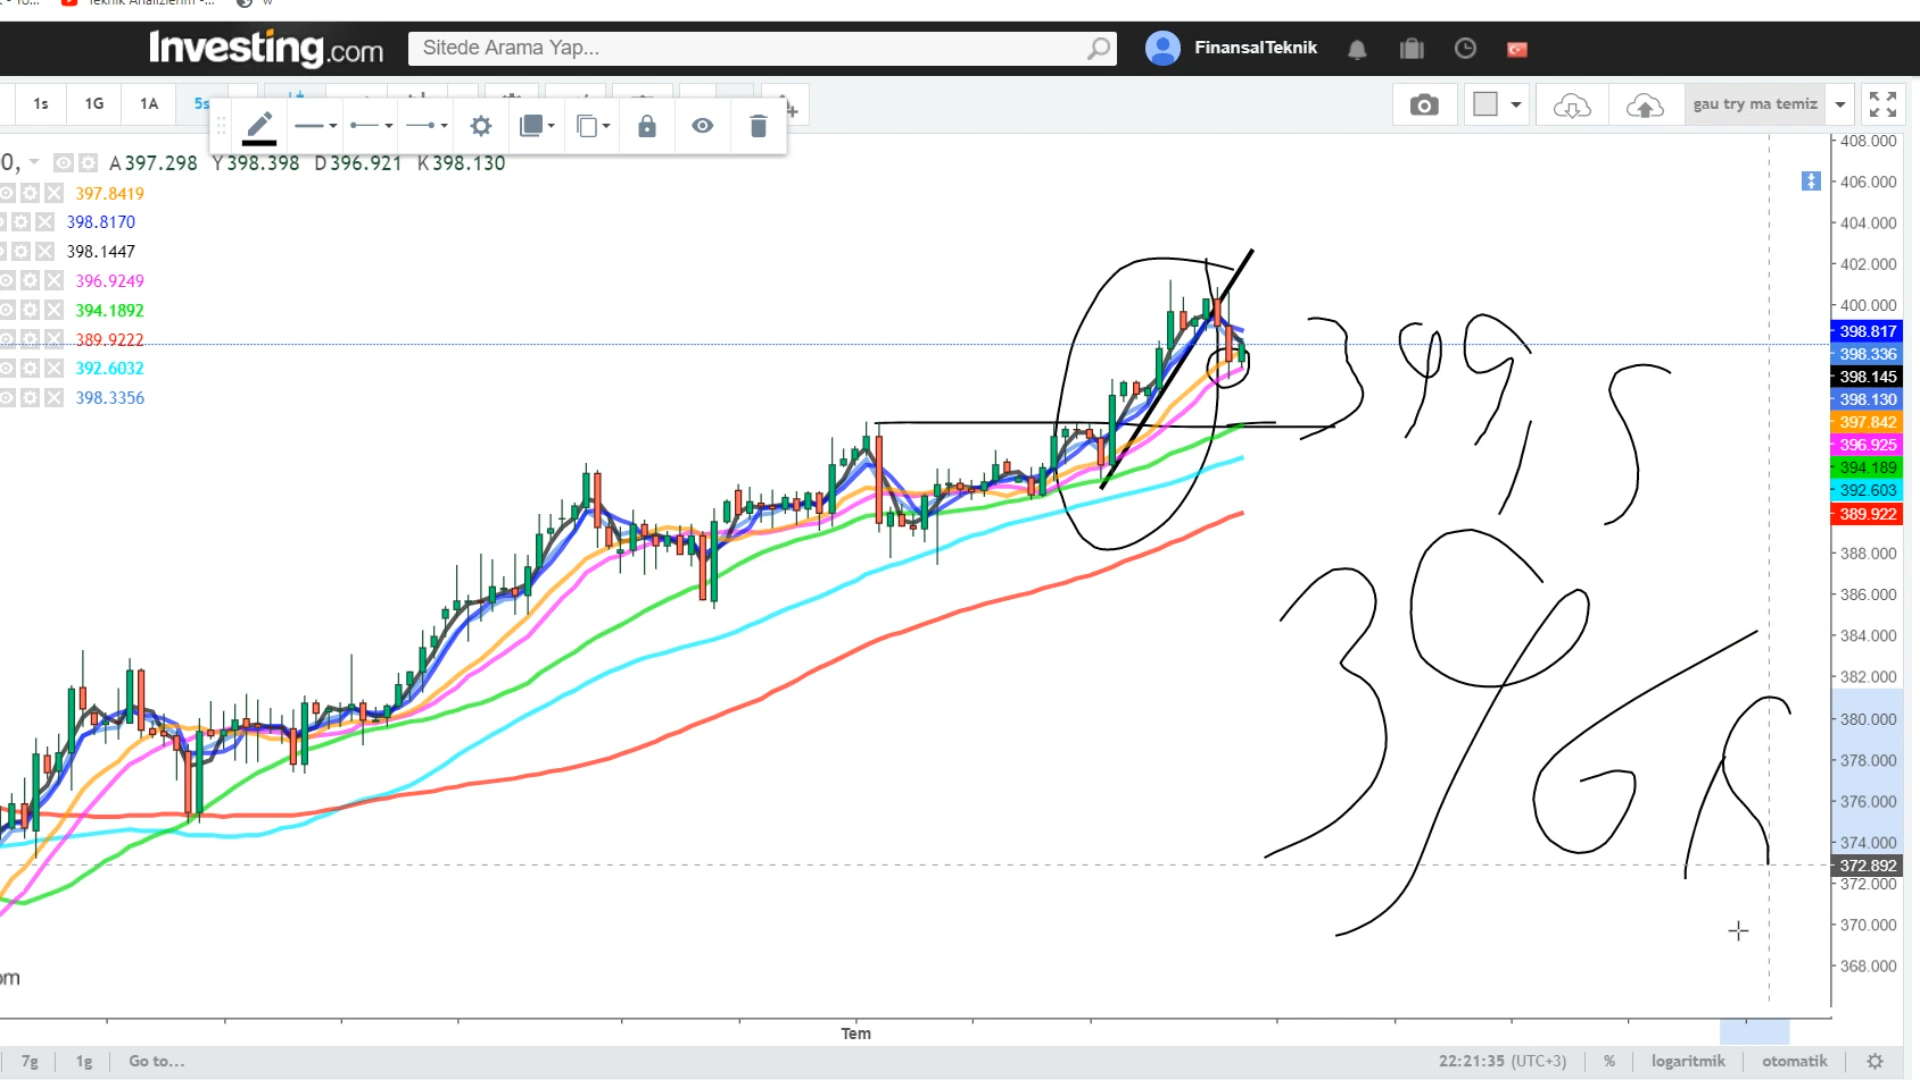 Investing.com
Sitede Arama Yap...
FinansalTeknik
1s
1G
1A
5s
gau try ma temiz
0,
A 397.298 Y 398.398 D 396.921 K 398.130
397.8419
398.8170
398.1447
396.9249
394.1892
389.9222
392.6032
398.3356
408.000
406.000
404.000
402.000
400.000
398.817
398.336
398.145
398.130
397.842
396.925
394.189
392.603
389.922
388.000
386.000
384.000
382.000
380.000
378.000
376.000
374.000
372.892
372.000
370.000
368.000
399,5
396
om
Tem
7g
1g
Go to...
22:21:35 (UTC+3)
%
logaritmik
otomatik